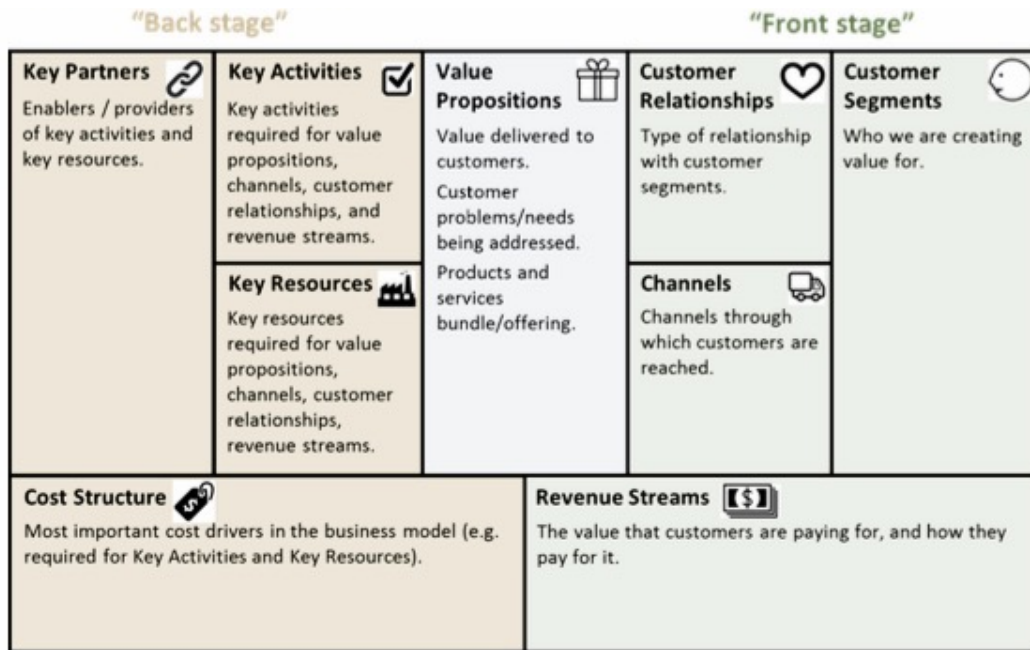 “Back stage”
“Front stage”
Key Partners
Enablers / providers
of key activities and
key resources.
Key Activities
Key activities
required for value
propositions,
channels, customer
relationships, and
revenue streams.
Key Resources
Key resources
required for value
propositions,
channels, customer
relationships,
revenue streams.
Value
Propositions
Value delivered to
customers.
Customer
problems/needs
being addressed.
Products and
services
bundle/offering.
Customer
Relationships
Type of relationship
with customer
segments.
Channels
Channels through
which customers are
reached.
Customer
Segments
Who we are creating
value for.
Cost Structure
$
Most important cost drivers in the business model (e.g.
required for Key Activities and Key Resources).
Revenue Streams
$
The value that customers are paying for, and how they
pay for it.